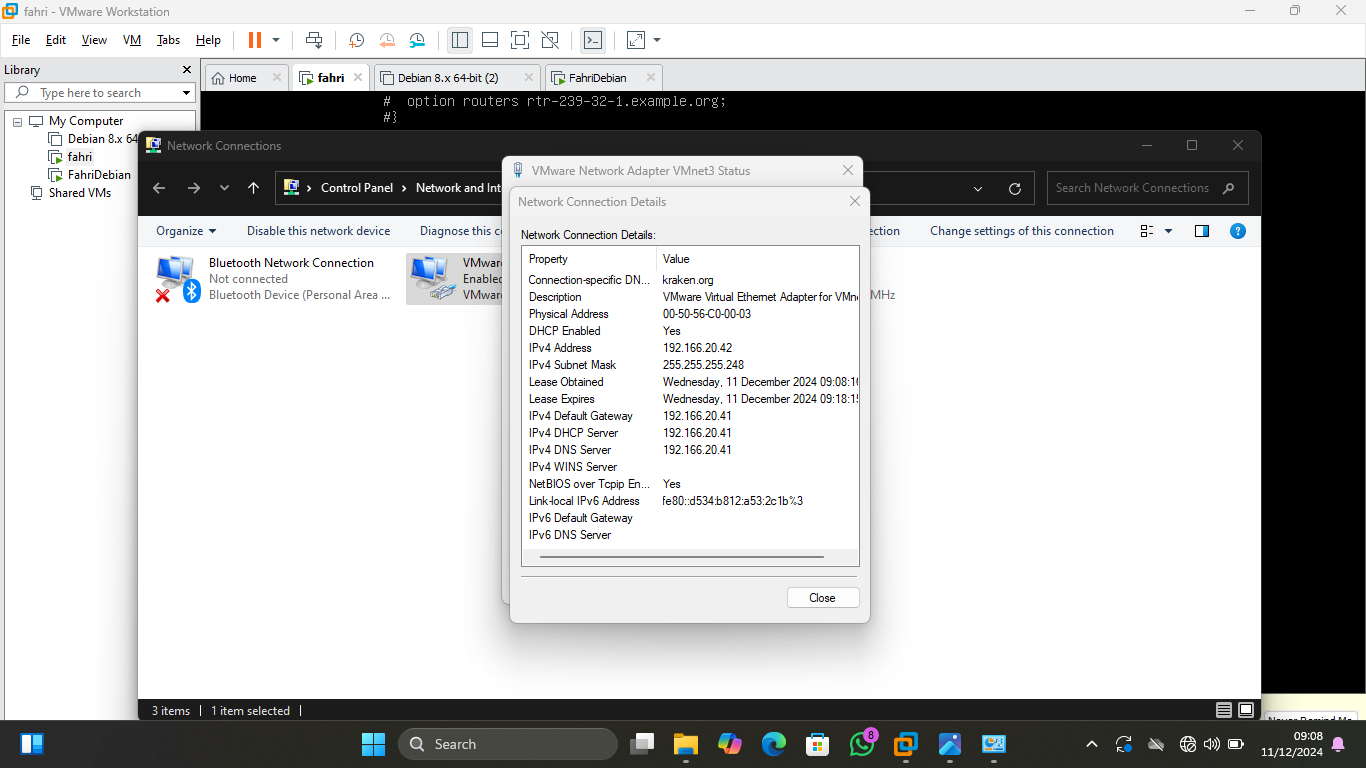 fahri - VMware Workstation
File Edit View VM Tabs Help
Library
Home fahri Debian 8.x 64-bit (2) FahriDebian
Type here to search
# option routers rtr-239-32-1.example.org;
#}
My Computer
Debian 8.x 64
fahri
FahriDebian
Shared VMs
Network Connections
Control Panel Network and Int
Search Network Connections
Organize Disable this network device Diagnose this c ection Change settings of this connection
Bluetooth Network Connection
Not connected
Bluetooth Device (Personal Area ...
VMwar
Enabled
VMwar
MHz
VMware Network Adapter VMnet3 Status
Network Connection Details
Network Connection Details:
Property Value
Connection-specific DN... kraken.org
Description VMware Virtual Ethernet Adapter for VMn
Physical Address 00-50-56-C0-00-03
DHCP Enabled Yes
IPv4 Address 192.166.20.42
IPv4 Subnet Mask 255.255.255.248
Lease Obtained Wednesday, 11 December 2024 09:08:1
Lease Expires Wednesday, 11 December 2024 09:18:1
IPv4 Default Gateway 192.166.20.41
IPv4 DHCP Server 192.166.20.41
IPv4 DNS Server 192.166.20.41
IPv4 WINS Server
NetBIOS over Tcpip En... Yes
Link-local IPv6 Address fe80::d534:b812:a53:2c1b%3
IPv6 Default Gateway
IPv6 DNS Server
Close
3 items 1 item selected
Search
8
09:08
11/12/2024